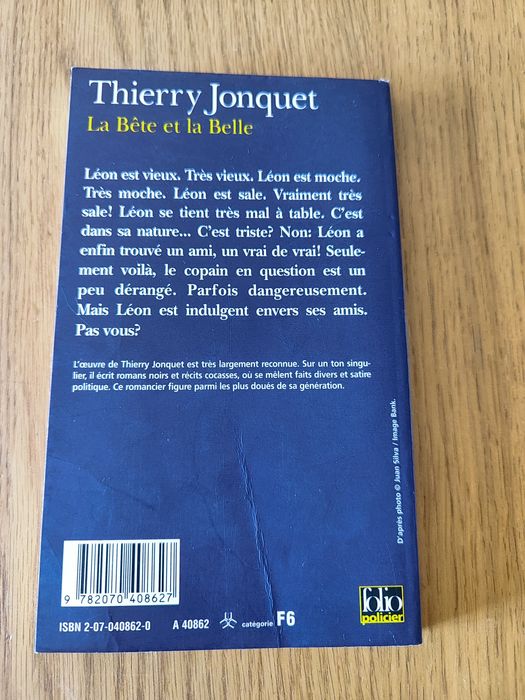 Thierry Jonquet
La Bête et la Belle
Léon est vieux. Très vieux. Léon est moche.
Très moche. Léon est sale. Vraiment très
sale! Léon se tient très mal à table. C'est
dans sa nature... C'est triste? Non: Léon a
enfin trouvé un ami, un vrai de vrai! Seule-
ment voilà, le copain en question est un
peu dérangé. Parfois dangereusement.
Mais Léon est indulgent envers ses amis.
Pas vous?
L'œuvre de Thierry Jonquet est très largement reconnue. Sur un ton singu-
lier, il écrit romans noirs et récits cocasses, où se mêlent faits divers et satire
politique. Ce romancier figure parmi les plus doués de sa génération.
D'après photo © Juan Silva / Image Bank.
9 782070 408627
ISBN 2-07-040862-0 A 40862 catégorie F6
folio
policier